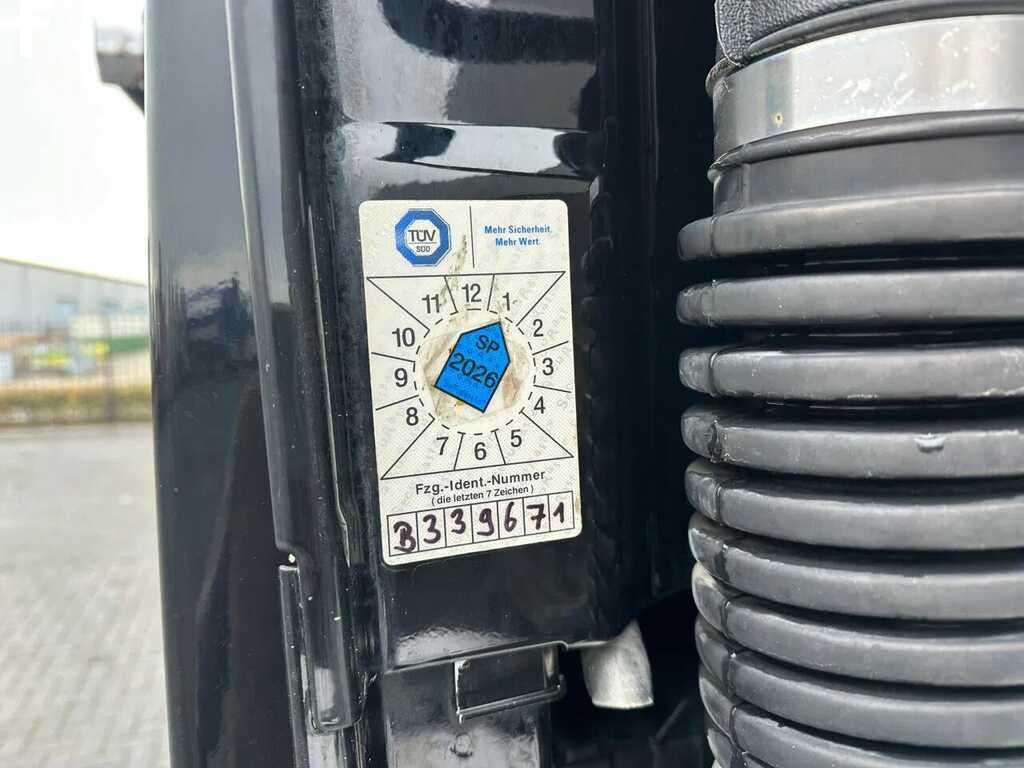 TÜV
SÜD
Mehr Sicherheit.
Mehr Wert.
11 12 1
10 2
9 3
8 4
7 6 5
SP
2026
Fzg.-Ident.-Nummer
( die letzten 7 Zeichen )
B339671